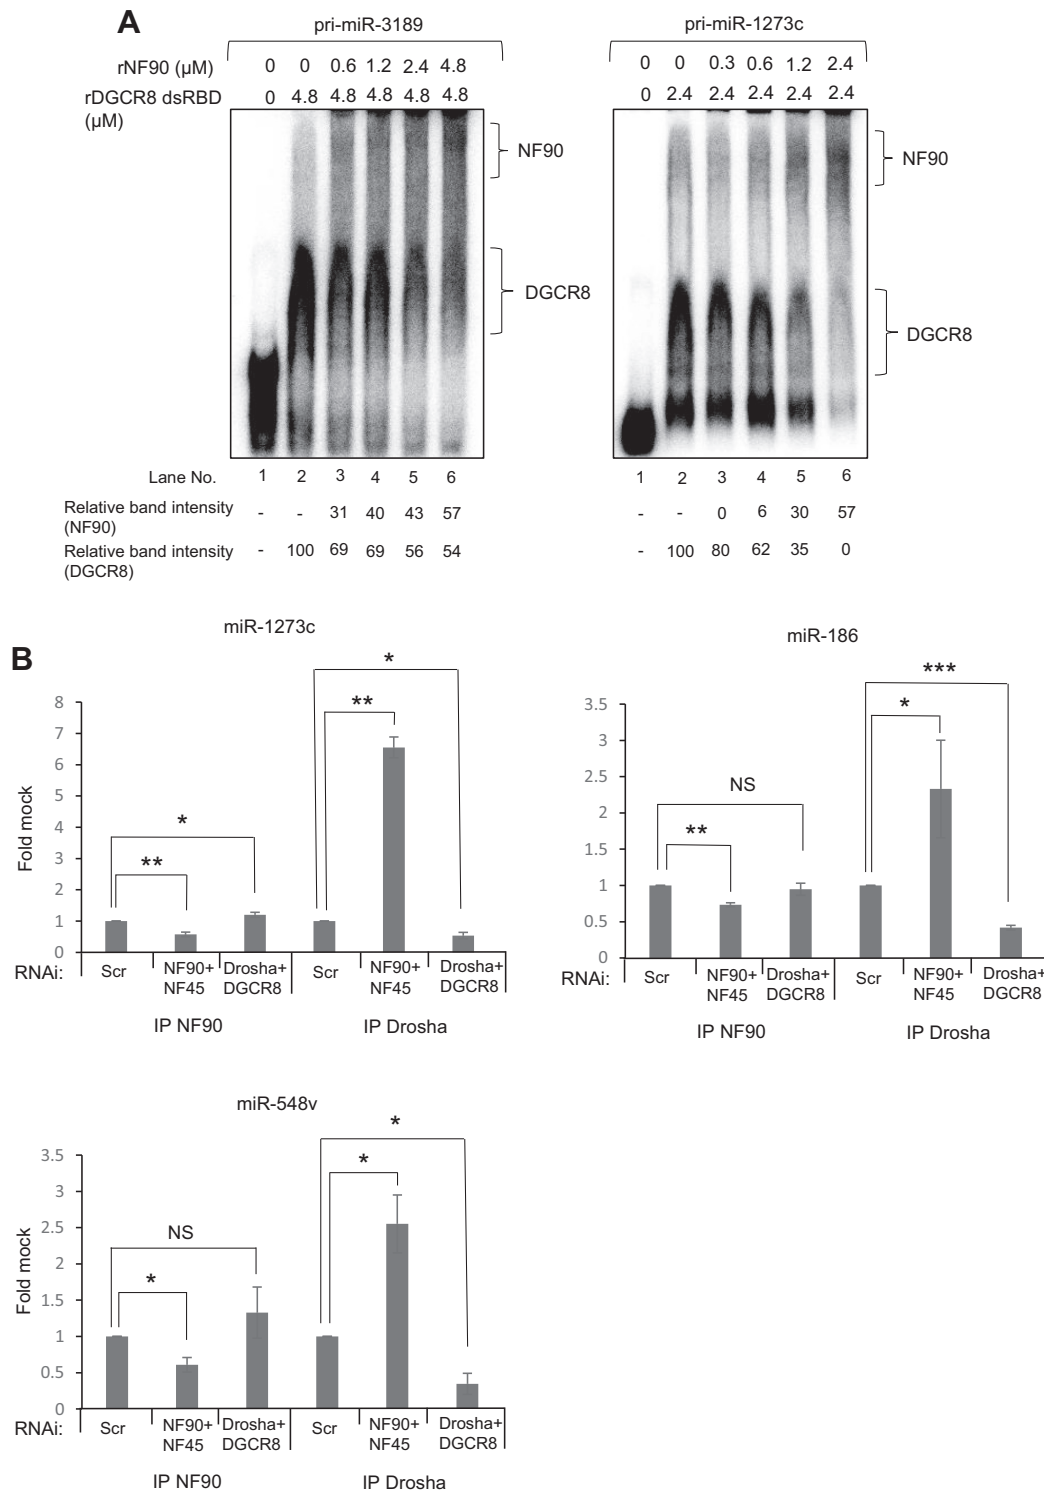 A
pri-miR-3189
rNF90 (µM) 0 0 0.6 1.2 2.4 4.8
rDGCR8 dsRBD (µM) 0 4.8 4.8 4.8 4.8 4.8
NF90
DGCR8
Lane No. 1 2 3 4 5 6
Relative band intensity (NF90) - - 31 40 43 57
Relative band intensity (DGCR8) - 100 69 69 56 54
pri-miR-1273c
0 0 0.3 0.6 1.2 2.4
0 2.4 2.4 2.4 2.4 2.4
NF90
DGCR8
1 2 3 4 5 6
- - 0 6 30 57
- 100 80 62 35 0
B
miR-1273c
Fold mock
8
7
6
5
4
3
2
1
0
**
*
**
*
RNAi: Scr NF90+ NF45 Drosha+ DGCR8 Scr NF90+ NF45 Drosha+ DGCR8
IP NF90 IP Drosha
miR-186
3.5
3
2.5
2
1.5
1
0.5
0
**
NS
*
***
RNAi: Scr NF90+ NF45 Drosha+ DGCR8 Scr NF90+ NF45 Drosha+ DGCR8
IP NF90 IP Drosha
miR-548v
Fold mock
3.5
3
2.5
2
1.5
1
0.5
0
*
NS
*
*
RNAi: Scr NF90+ NF45 Drosha+ DGCR8 Scr NF90+ NF45 Drosha+ DGCR8
IP NF90 IP Drosha